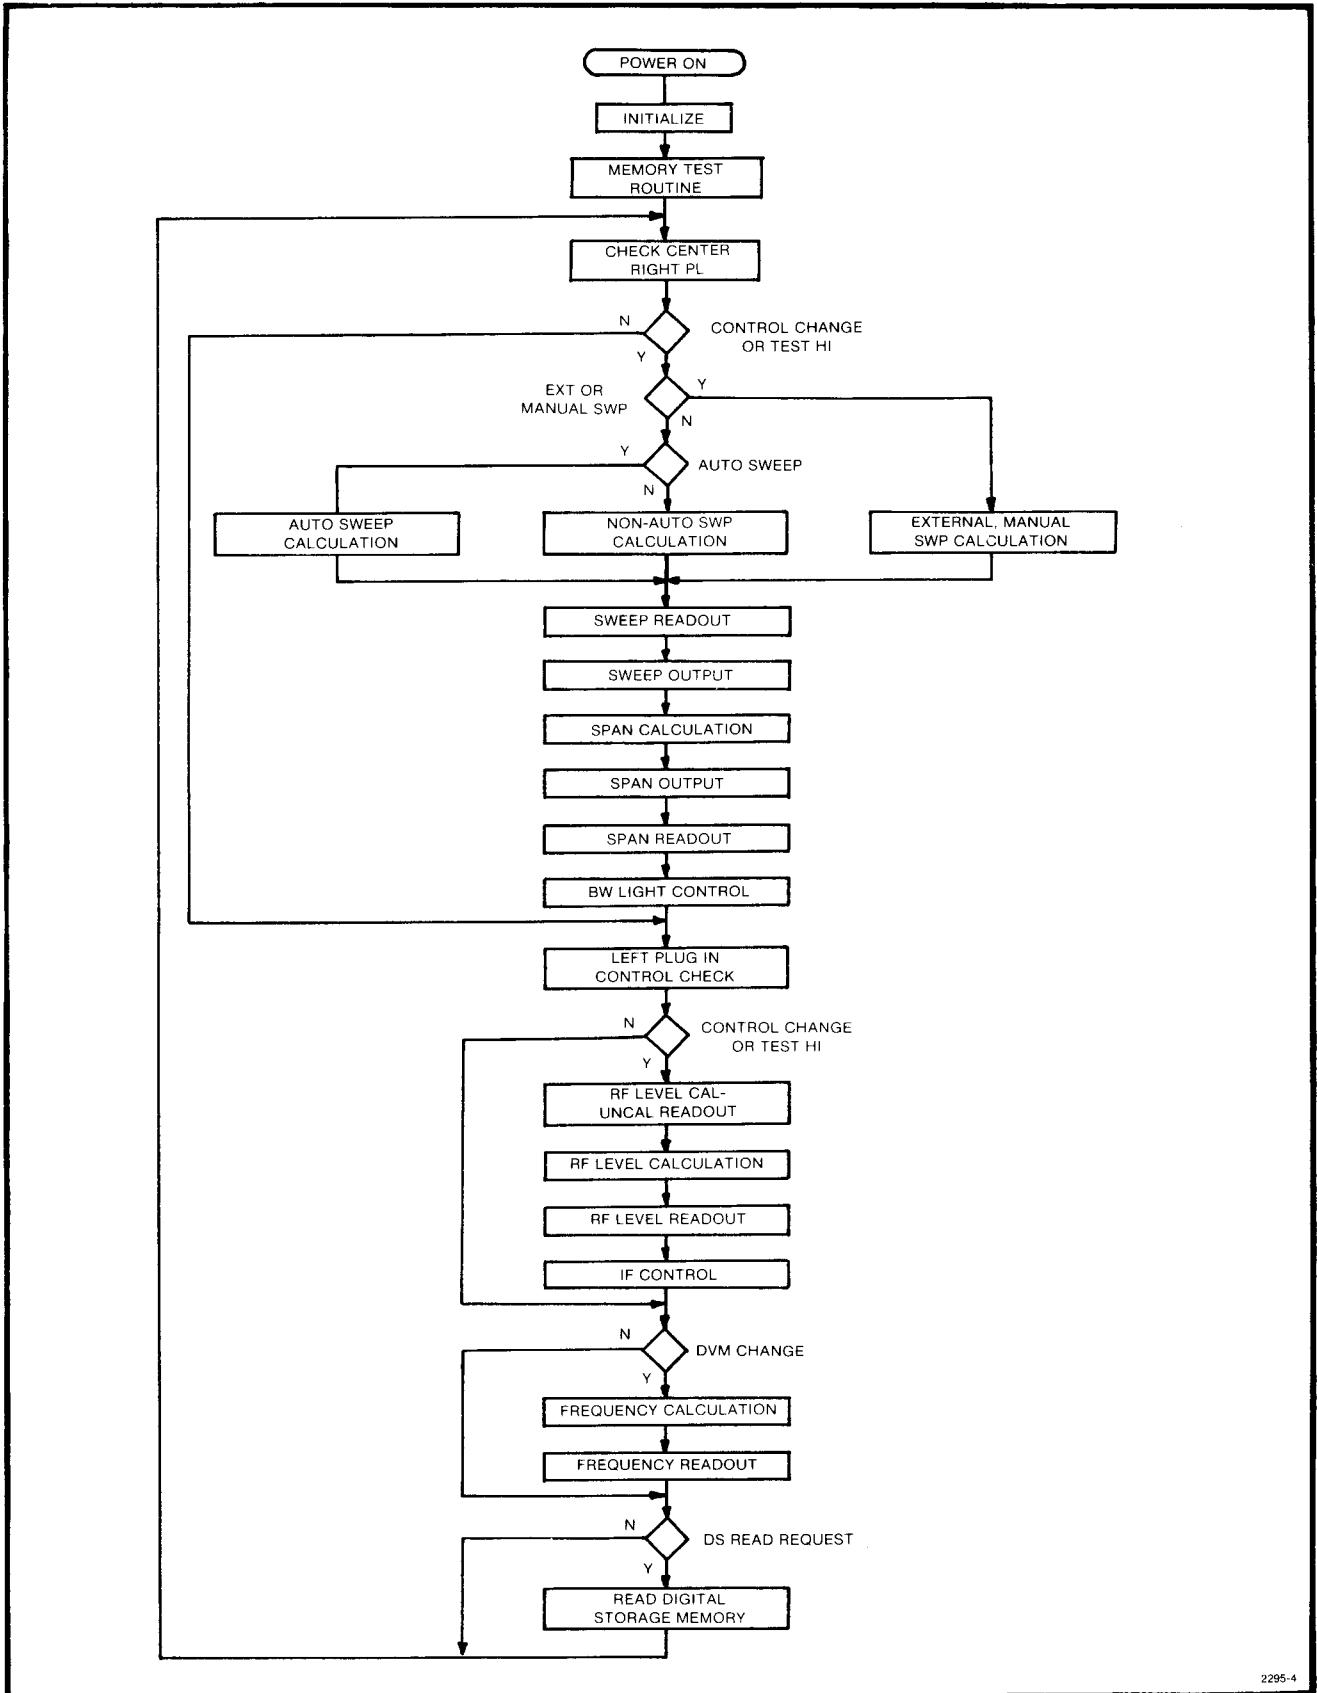 POWER ON
INITIALIZE
MEMORY TEST
ROUTINE
CHECK CENTER
RIGHT PL
N
CONTROL CHANGE
OR TEST HI
Y
EXT OR
MANUAL SWP
Y
N
Y
AUTO SWEEP
N
AUTO SWEEP
CALCULATION
NON-AUTO SWP
CALCULATION
EXTERNAL, MANUAL
SWP CALCULATION
SWEEP READOUT
SWEEP OUTPUT
SPAN CALCULATION
SPAN OUTPUT
SPAN READOUT
BW LIGHT CONTROL
LEFT PLUG IN
CONTROL CHECK
N
CONTROL CHANGE
OR TEST HI
Y
RF LEVEL CAL-
UNCAL READOUT
RF LEVEL CALCULATION
RF LEVEL READOUT
IF CONTROL
N
DVM CHANGE
Y
FREQUENCY CALCULATION
FREQUENCY READOUT
N
DS READ REQUEST
Y
READ DIGITAL
STORAGE MEMORY
2295-4